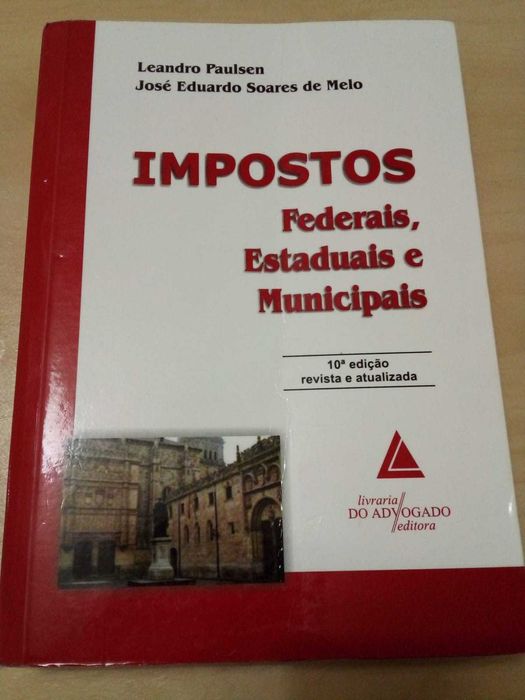 Leandro Paulsen
José Eduardo Soares de Melo
IMPOSTOS
Federais,
Estaduais e
Municipais
10ª edição
revista e atualizada
livraria
DO ADVOGADO
editora